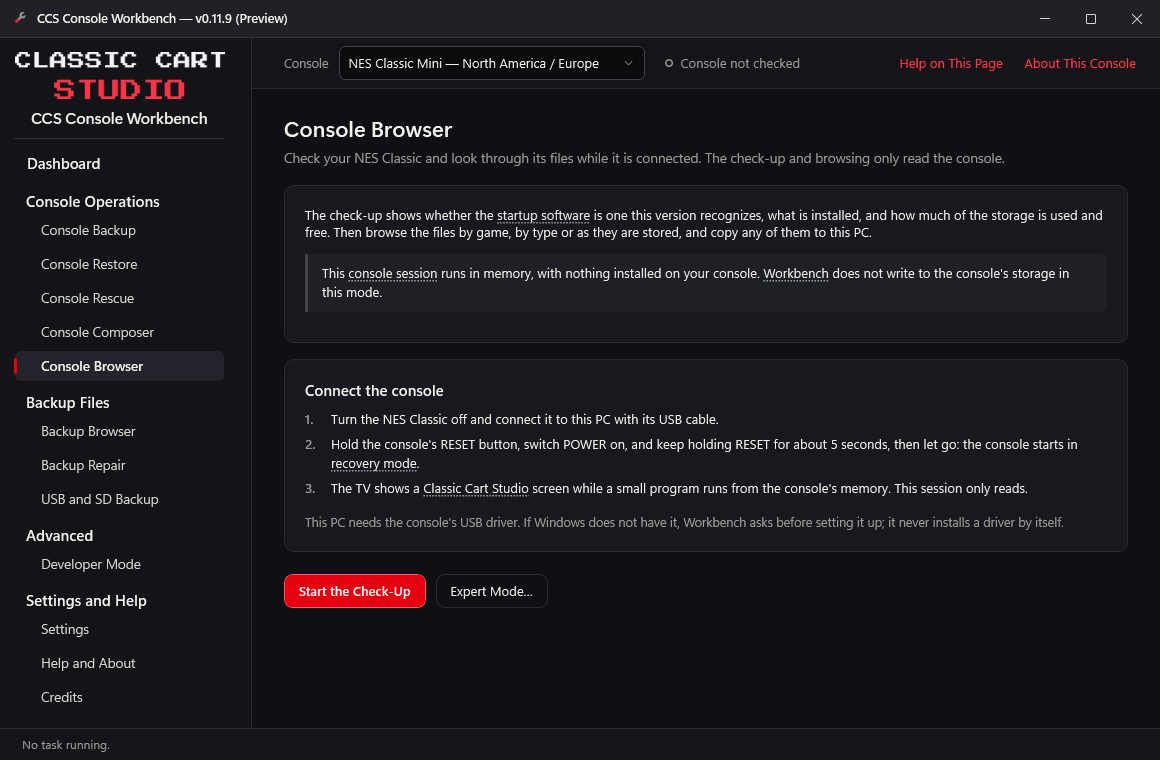 CCS Console Workbench — v0.11.9 (Preview)
CLASSIC CART
STUDIO
CCS Console Workbench
Dashboard
Console Operations
Console Backup
Console Restore
Console Rescue
Console Composer
Console Browser
Backup Files
Backup Browser
Backup Repair
USB and SD Backup
Advanced
Developer Mode
Settings and Help
Settings
Help and About
Credits
Console
NES Classic Mini — North America / Europe
Console not checked
Help on This Page
About This Console
Console Browser
Check your NES Classic and look through its files while it is connected. The check-up and browsing only read the console.
The check-up shows whether the startup software is one this version recognizes, what is installed, and how much of the storage is used and
free. Then browse the files by game, by type or as they are stored, and copy any of them to this PC.
This console session runs in memory, with nothing installed on your console. Workbench does not write to the console's storage in
this mode.
Connect the console
1. Turn the NES Classic off and connect it to this PC with its USB cable.
2. Hold the console's RESET button, switch POWER on, and keep holding RESET for about 5 seconds, then let go: the console starts in
recovery mode.
3. The TV shows a Classic Cart Studio screen while a small program runs from the console's memory. This session only reads.
This PC needs the console's USB driver. If Windows does not have it, Workbench asks before setting it up; it never installs a driver by itself.
Start the Check-Up
Expert Mode...
No task running.